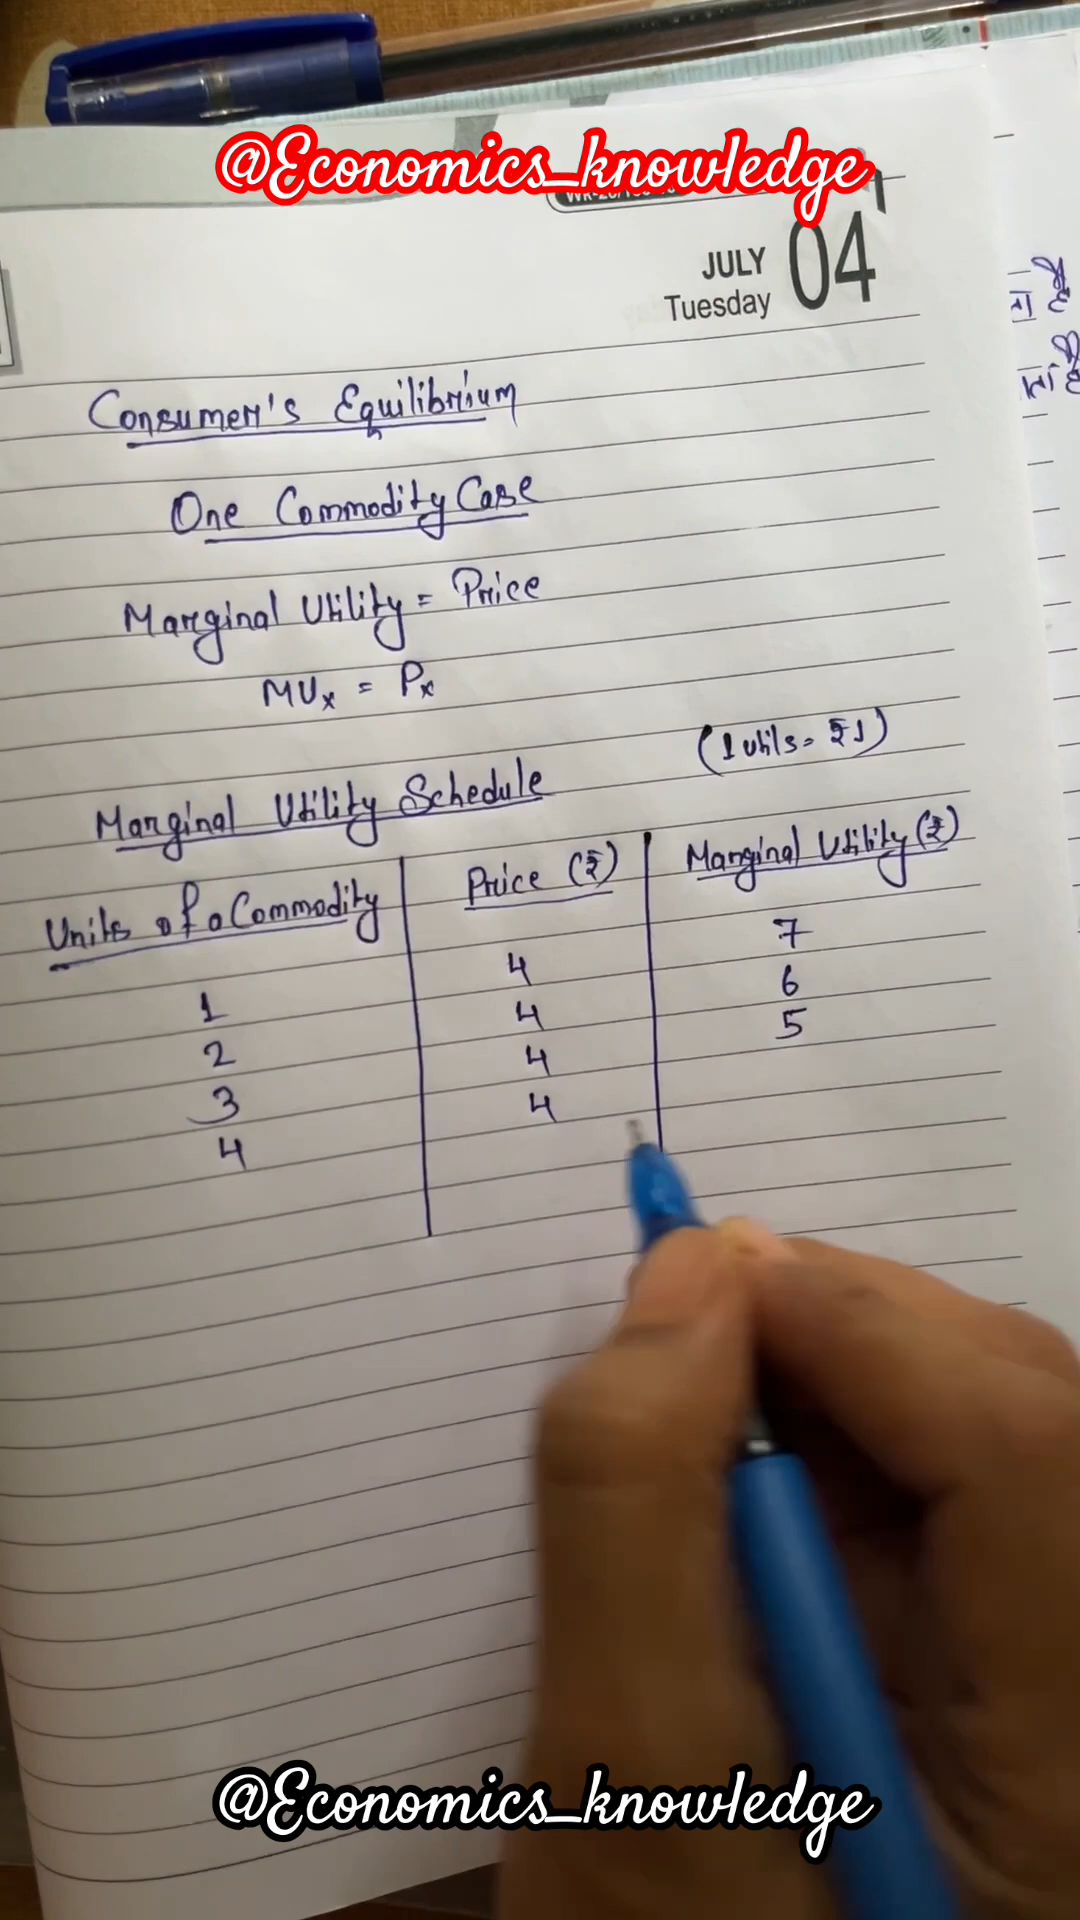 @Economics_knowledge
JULY 04
Tuesday
Consumer's Equilibrium
One Commodity Case
Marginal Utility = Price
MUx = Px
(1 utils = ₹1)
Marginal Utility Schedule
Units of a Commodity Price (₹) Marginal Utility (₹)
1 4 7
2 4 6
3 4 5
4 4
@Economics_knowledge